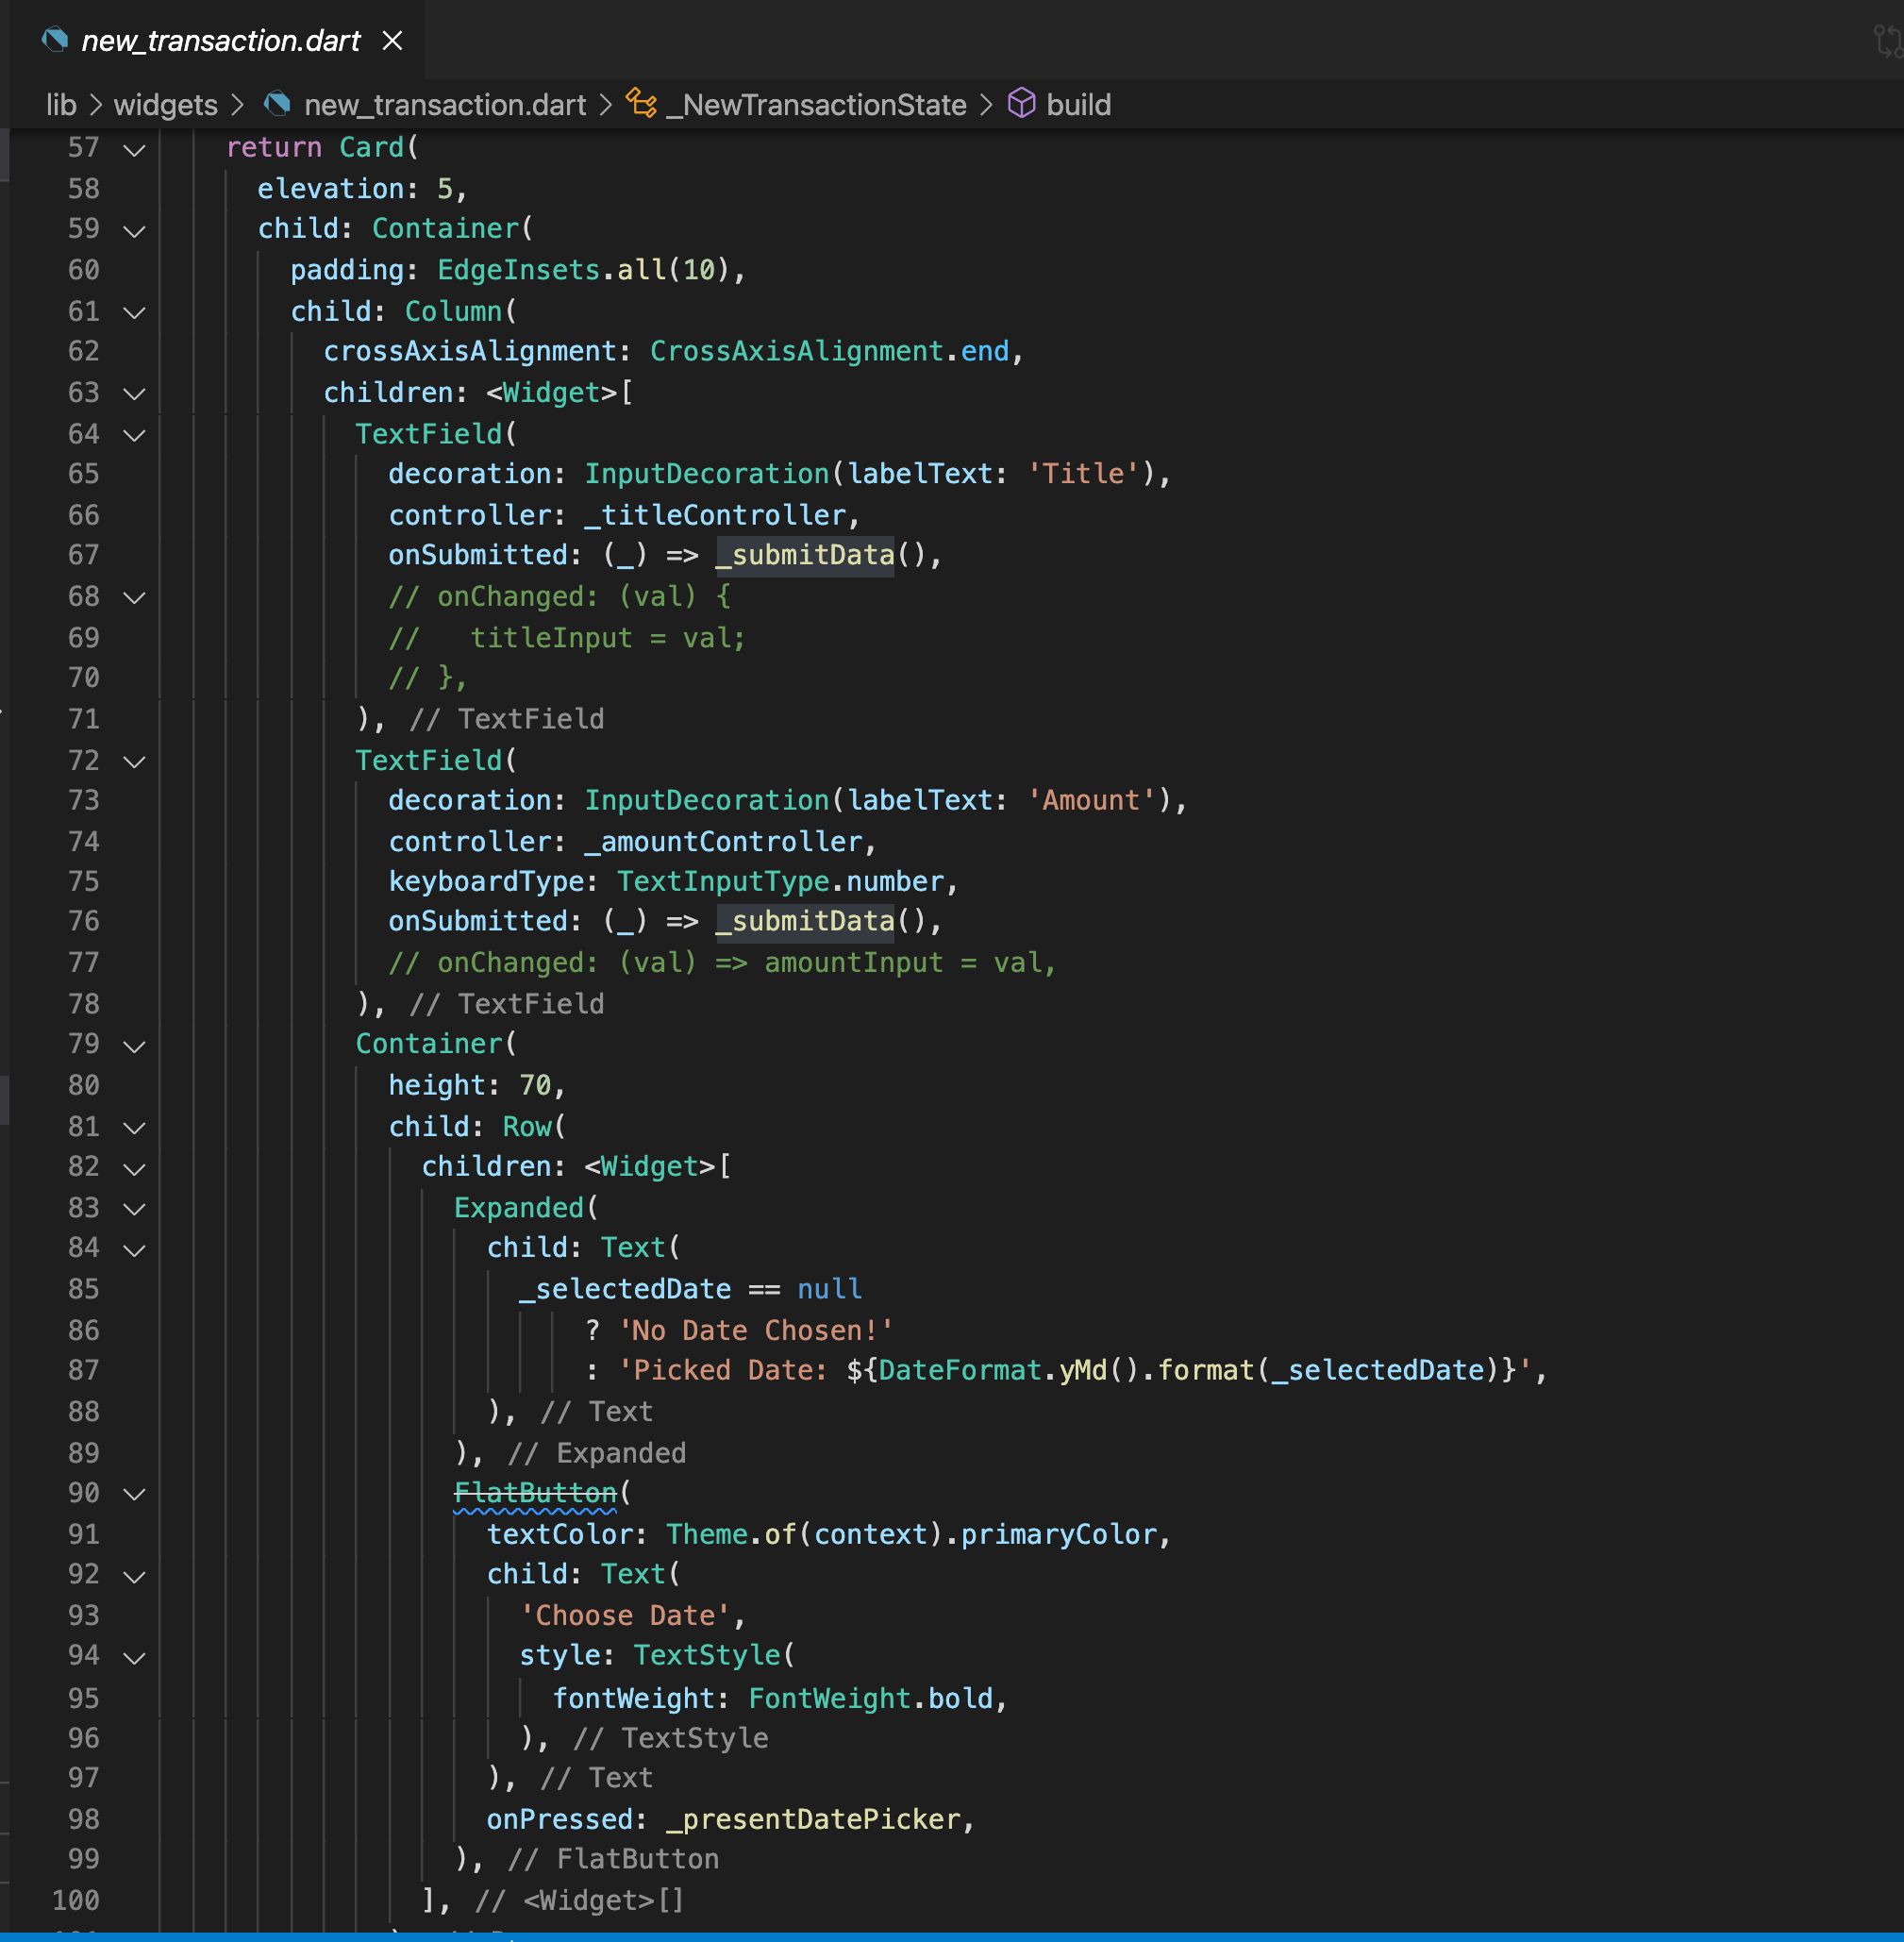 new_transaction.dart
lib > widgets > new_transaction.dart > _NewTransactionState > build
57 return Card(
58 elevation: 5,
59 child: Container(
60 padding: EdgeInsets.all(10),
61 child: Column(
62 crossAxisAlignment: CrossAxisAlignment.end,
63 children: <Widget>[
64 TextField(
65 decoration: InputDecoration(labelText: 'Title'),
66 controller: _titleController,
67 onSubmitted: (_) => _submitData(),
68 // onChanged: (val) {
69 //   titleInput = val;
70 // },
71 ), // TextField
72 TextField(
73 decoration: InputDecoration(labelText: 'Amount'),
74 controller: _amountController,
75 keyboardType: TextInputType.number,
76 onSubmitted: (_) => _submitData(),
77 // onChanged: (val) => amountInput = val,
78 ), // TextField
79 Container(
80 height: 70,
81 child: Row(
82 children: <Widget>[
83 Expanded(
84 child: Text(
85 _selectedDate == null
86 ? 'No Date Chosen!'
87 : 'Picked Date: ${DateFormat.yMd().format(_selectedDate)}',
88 ), // Text
89 ), // Expanded
90 FlatButton(
91 textColor: Theme.of(context).primaryColor,
92 child: Text(
93 'Choose Date',
94 style: TextStyle(
95 fontWeight: FontWeight.bold,
96 ), // TextStyle
97 ), // Text
98 onPressed: _presentDatePicker,
99 ), // FlatButton
100 ], // <Widget>[]